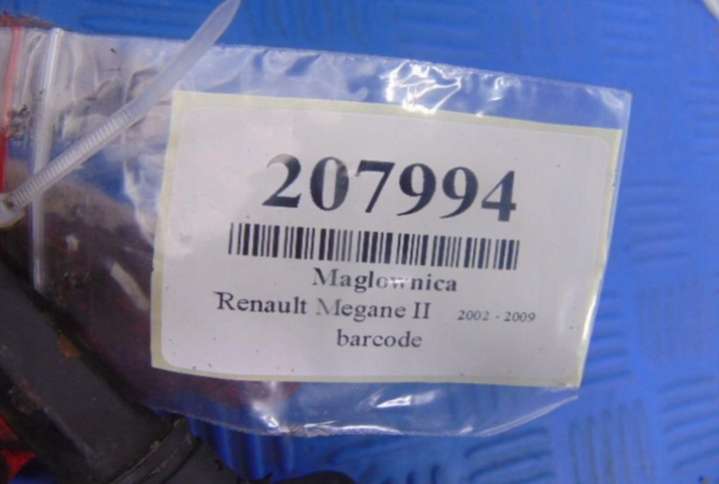 207994
Maglownica
Renault Megane II 2002 - 2009
barcode